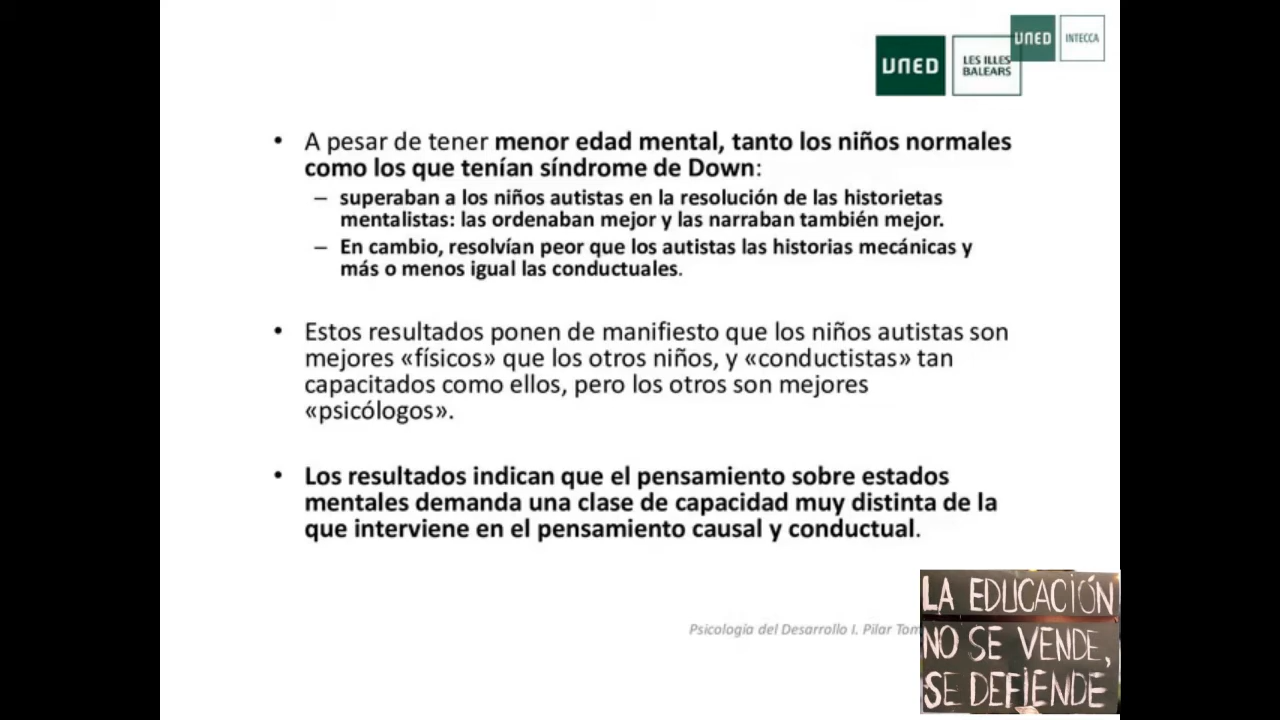 UNED
INTECCA
UNED
LES ILLES
BALEARS
• A pesar de tener menor edad mental, tanto los niños normales
como los que tenían síndrome de Down:
– superaban a los niños autistas en la resolución de las historietas
mentalistas: las ordenaban mejor y las narraban también mejor.
– En cambio, resolvían peor que los autistas las historias mecánicas y
más o menos igual las conductuales.
• Estos resultados ponen de manifiesto que los niños autistas son
mejores «físicos» que los otros niños, y «conductistas» tan
capacitados como ellos, pero los otros son mejores
«psicólogos».
• Los resultados indican que el pensamiento sobre estados
mentales demanda una clase de capacidad muy distinta de la
que interviene en el pensamiento causal y conductual.
Psicología del Desarrollo I. Pilar
LA EDUCACIÓN
NO SE VENDE,
SE DEFIENDE